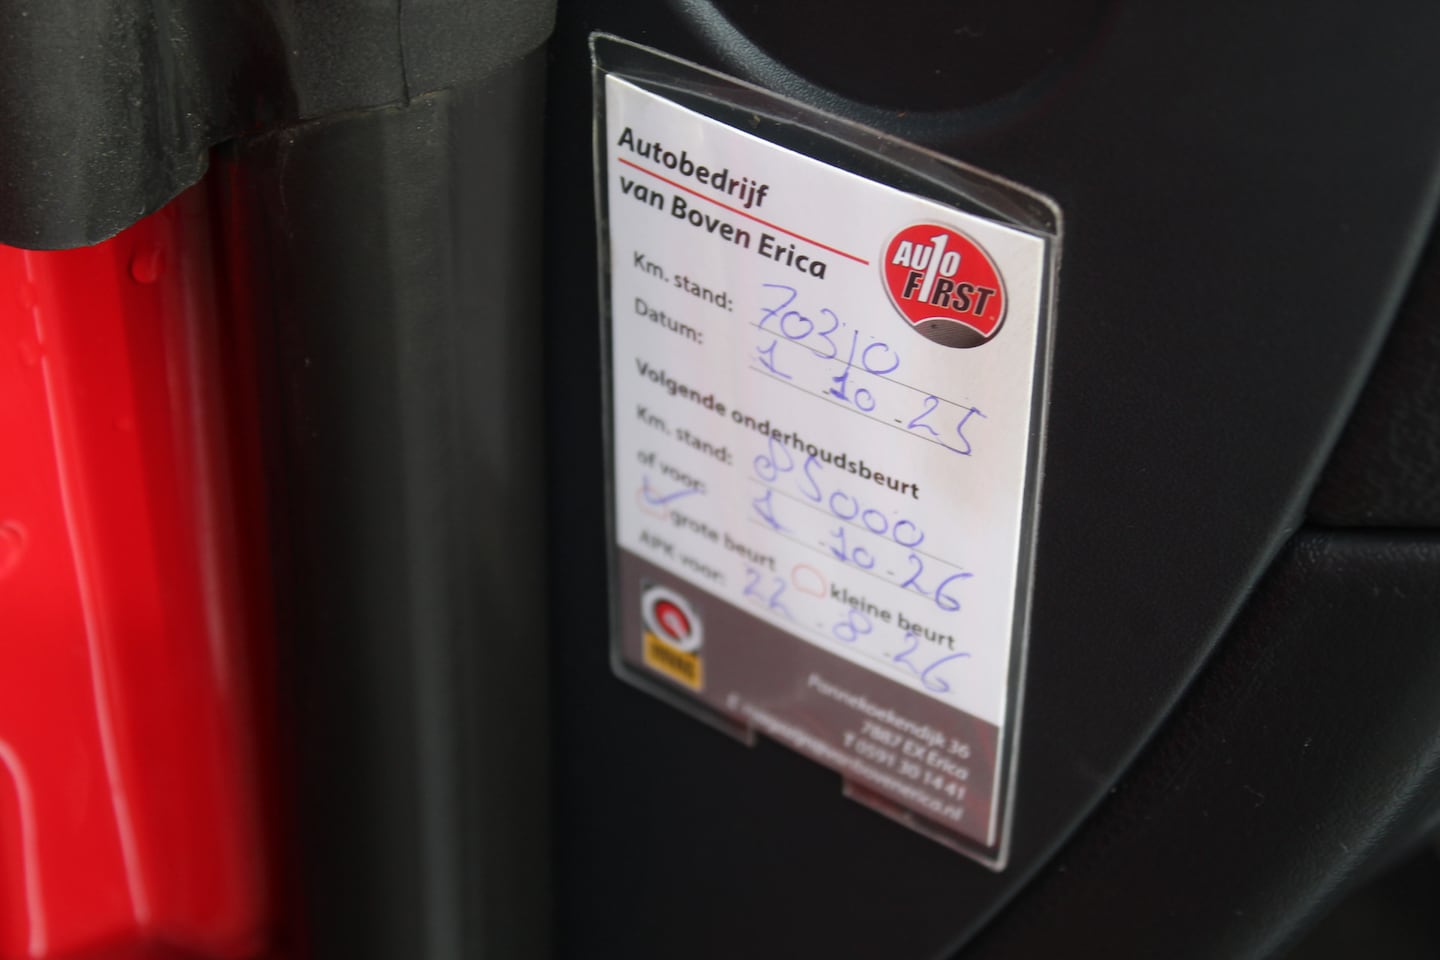 Autobedrijf
van Boven Erica
AUTO
F1RST
Km. stand: 70310
Datum: 1 - 10 - 25
Volgende onderhoudsbeurt
Km. stand: 85000
of voor: 1 - 10 - 26
grote beurt kleine beurt
APK voor: 22 - 8 - 26
Pannekoekendijk 36
7887 EX Erica
T 0591 30 14 41